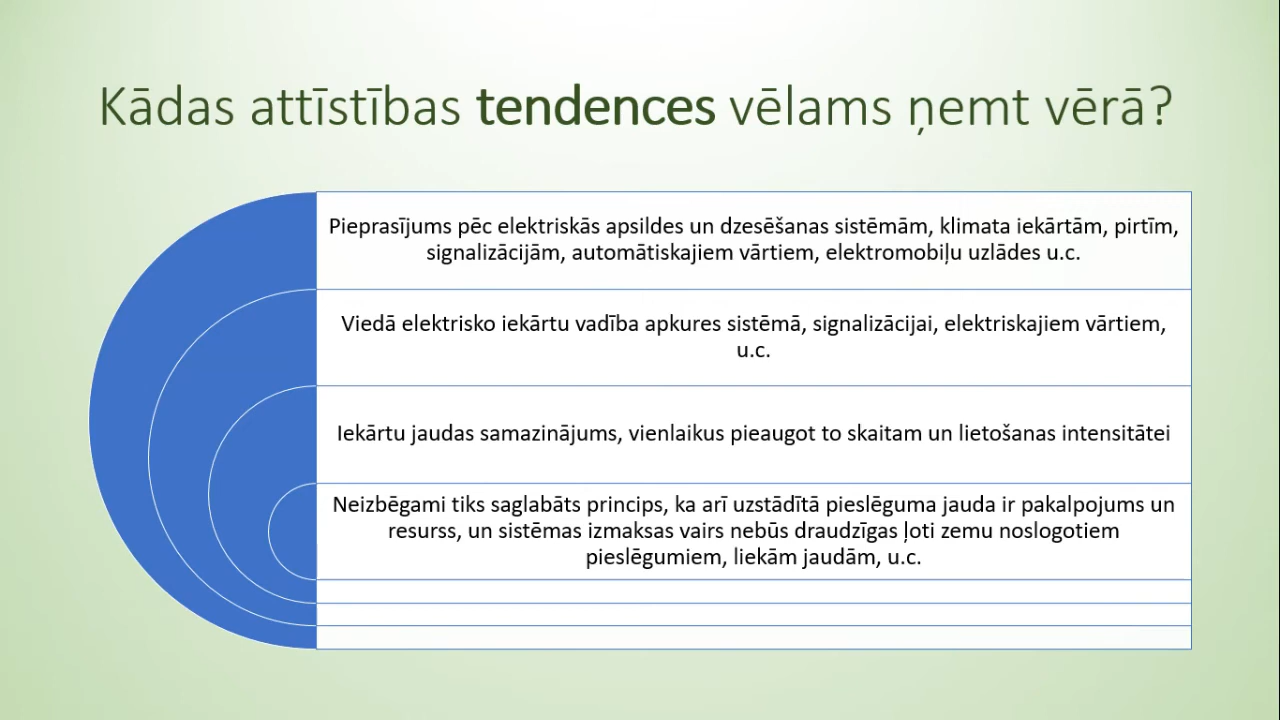 Kādas attīstības tendences vēlams ņemt vērā?
Pieprasījums pēc elektriskās apsildes un dzesēšanas sistēmām, klimata iekārtām, pirtīm,
signalizācijām, automātiskajiem vārtiem, elektromobiļu uzlādes u.c.
Viedā elektrisko iekārtu vadība apkures sistēmā, signalizācijai, elektriskajiem vārtiem,
u.c.
Iekārtu jaudas samazinājums, vienlaikus pieaugot to skaitam un lietošanas intensitātei
Neizbēgami tiks saglabāts princips, ka arī uzstādītā pieslēguma jauda ir pakalpojums un
resurss, un sistēmas izmaksas vairs nebūs draudzīgas ļoti zemu noslogotiem
pieslēgumiem, liekām jaudām, u.c.